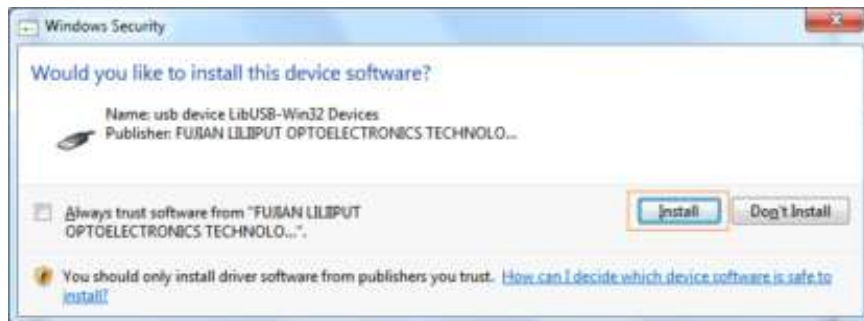 Windows Security
Would you like to install this device software?
Name: usb device LibUSB-Win32 Devices
Publisher: FUJIAN LILLIPUT OPTOELECTRONICS TECHNOLO...
Always trust software from "FUJIAN LILLIPUT
OPTOELECTRONICS TECHNOLO...".
Install
Don't Install
You should only install driver software from publishers you trust. How can I decide which device software is safe to
install?